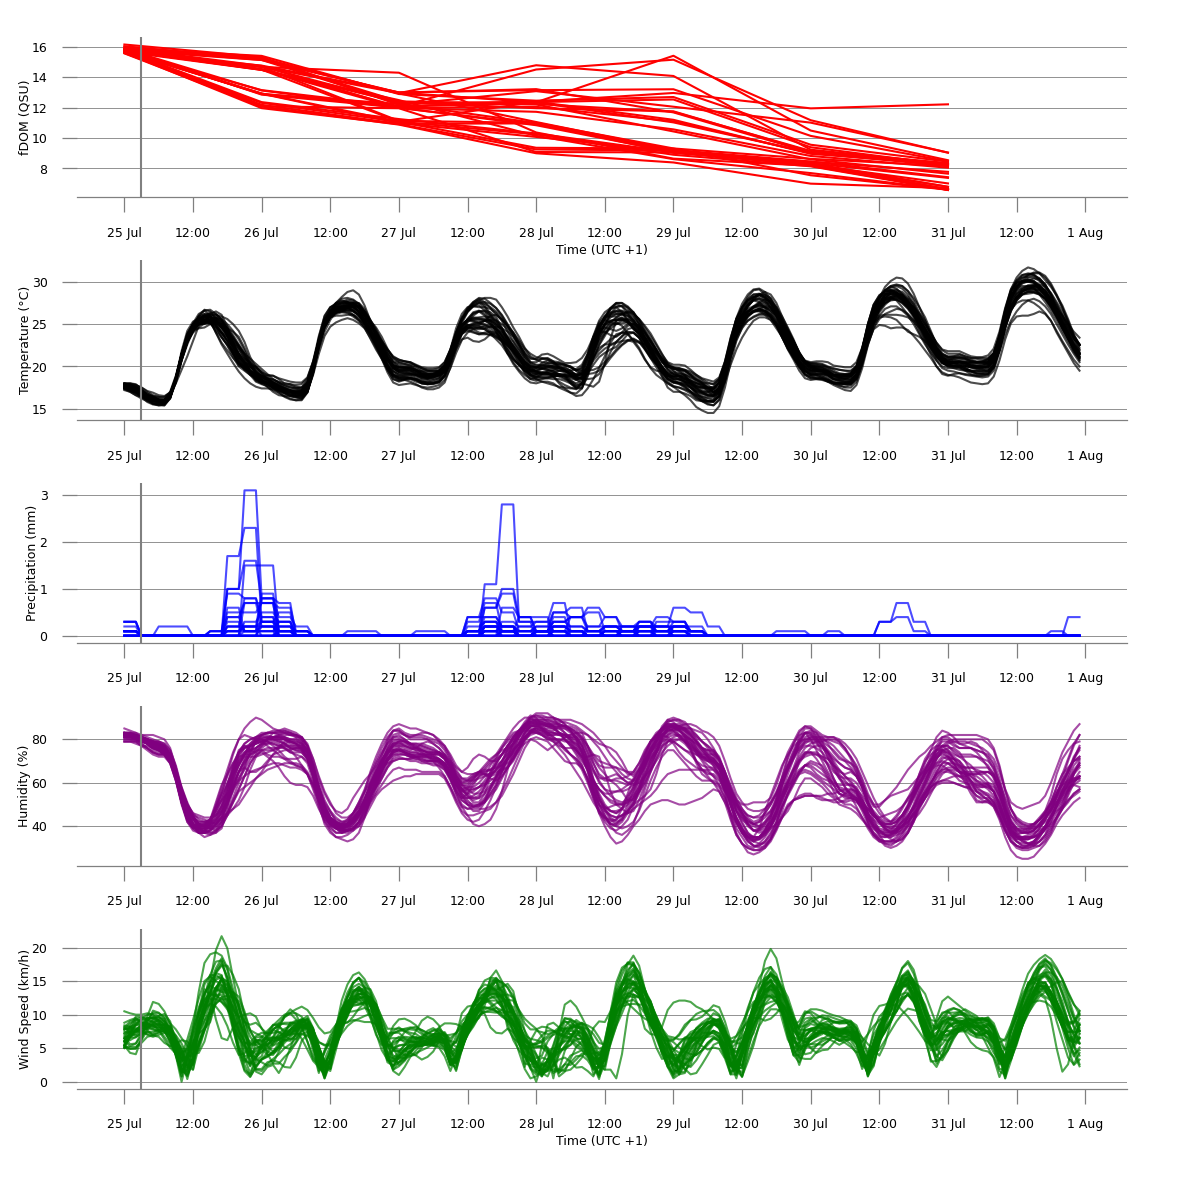 fDOM (QSU)
16
14
12
10
8
25 Jul 12:00 26 Jul 12:00 27 Jul 12:00 28 Jul 12:00 29 Jul 12:00 30 Jul 12:00 31 Jul 12:00 1 Aug
Time (UTC +1)
Temperature (°C)
30
25
20
15
25 Jul 12:00 26 Jul 12:00 27 Jul 12:00 28 Jul 12:00 29 Jul 12:00 30 Jul 12:00 31 Jul 12:00 1 Aug
Precipitation (mm)
3
2
1
0
25 Jul 12:00 26 Jul 12:00 27 Jul 12:00 28 Jul 12:00 29 Jul 12:00 30 Jul 12:00 31 Jul 12:00 1 Aug
Humidity (%)
80
60
40
25 Jul 12:00 26 Jul 12:00 27 Jul 12:00 28 Jul 12:00 29 Jul 12:00 30 Jul 12:00 31 Jul 12:00 1 Aug
Wind Speed (km/h)
20
15
10
5
0
25 Jul 12:00 26 Jul 12:00 27 Jul 12:00 28 Jul 12:00 29 Jul 12:00 30 Jul 12:00 31 Jul 12:00 1 Aug
Time (UTC +1)